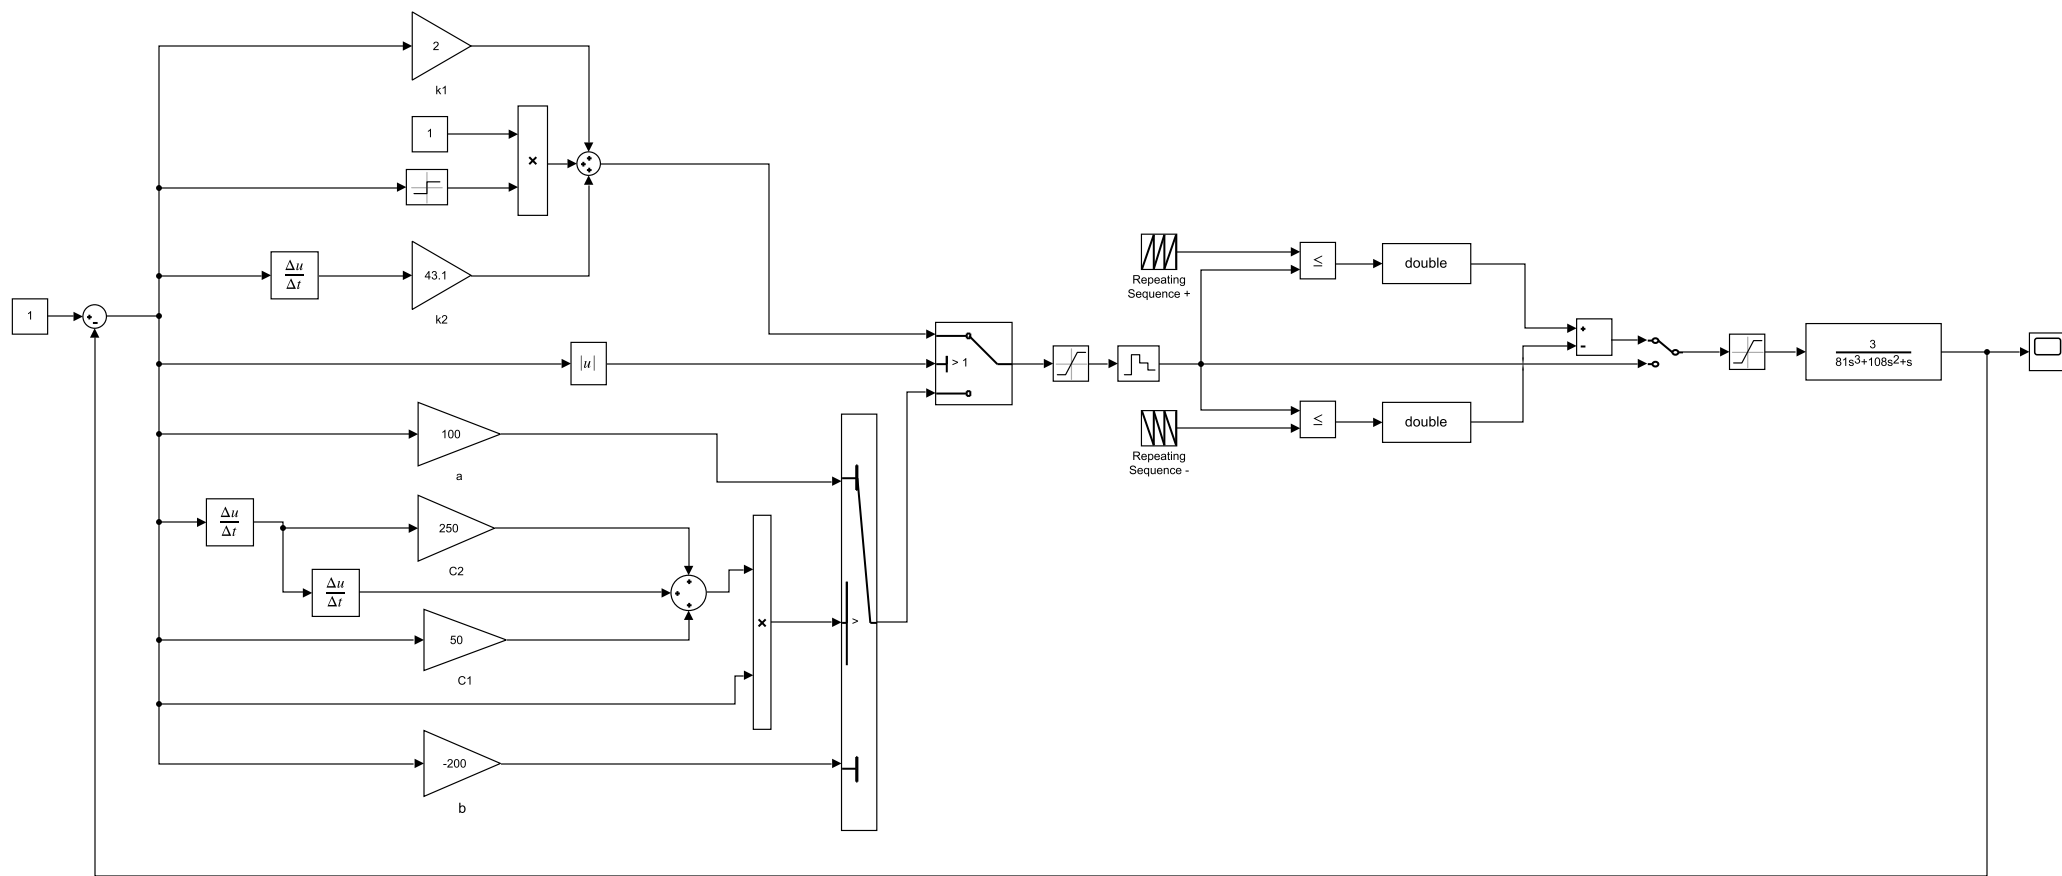 2
k1
1
×
Δu
Δt
43.1
k2
1
|u|
> 1
100
a
Δu
Δt
250
C2
Δu
Δt
50
C1
×
>
-200
b
Repeating
Sequence +
≤
double
Repeating
Sequence -
≤
double
+
-
3
81s³+108s²+s